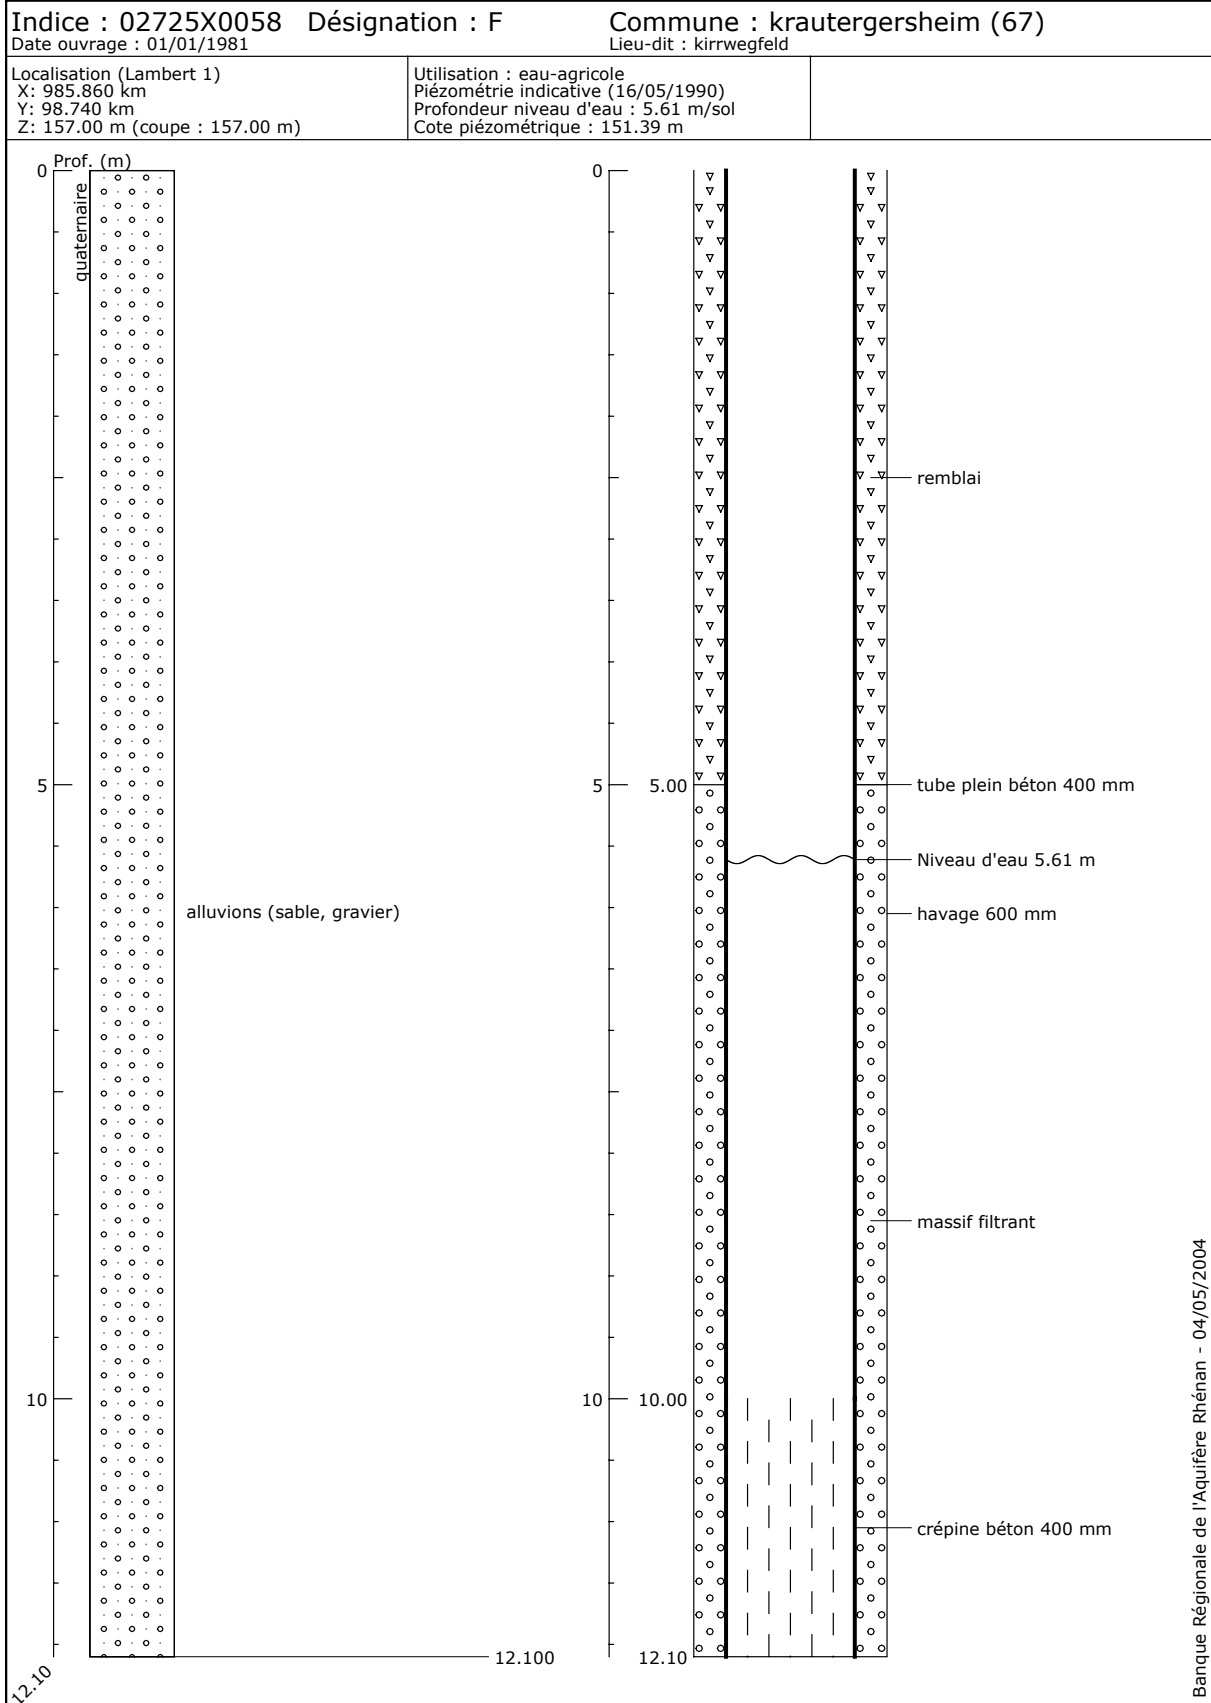 Indice : 02725X0058 Désignation : F Commune : krautergersheim (67)
Date ouvrage : 01/01/1981 Lieu-dit : kirrwegfeld
Localisation (Lambert 1)
X: 985.860 km
Y: 98.740 km
Z: 157.00 m (coupe : 157.00 m)
Utilisation : eau-agricole
Piézométrie indicative (16/05/1990)
Profondeur niveau d'eau : 5.61 m/sol
Cote piézométrique : 151.39 m
Prof. (m)
0
quaternaire
5
alluvions (sable, gravier)
10
12.10
12.100
0
remblai
5 5.00
tube plein béton 400 mm
Niveau d'eau 5.61 m
havage 600 mm
massif filtrant
10 10.00
crépine béton 400 mm
12.10
Banque Régionale de l'Aquifère Rhénan - 04/05/2004